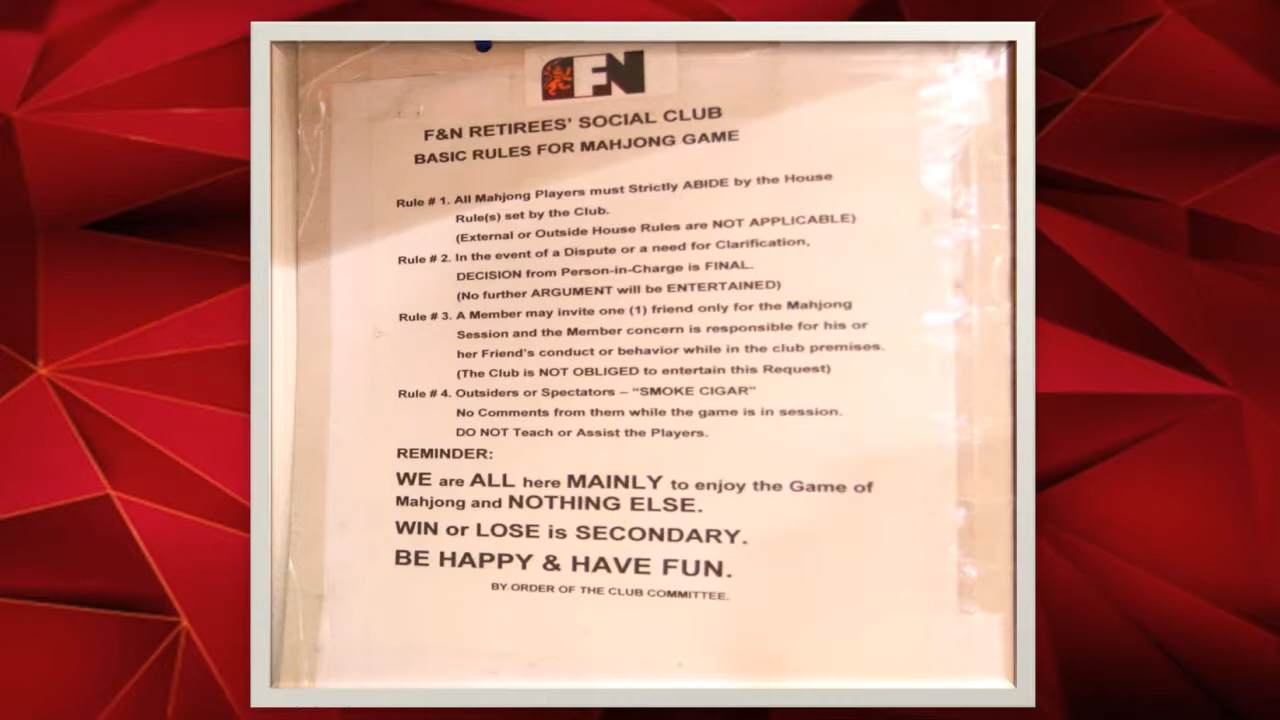 FN
F&N RETIREES' SOCIAL CLUB
BASIC RULES FOR MAHJONG GAME
Rule # 1. All Mahjong Players must Strictly ABIDE by the House
Rule(s) set by the Club.
(External or Outside House Rules are NOT APPLICABLE)
Rule # 2. In the event of a Dispute or a need for Clarification,
DECISION from Person-in-Charge is FINAL.
(No further ARGUMENT will be ENTERTAINED)
Rule # 3. A Member may invite one (1) friend only for the Mahjong
Session and the Member concern is responsible for his or
her Friend's conduct or behavior while in the club premises.
(The Club is NOT OBLIGED to entertain this Request)
Rule # 4. Outsiders or Spectators – "SMOKE CIGAR"
No Comments from them while the game is in session.
DO NOT Teach or Assist the Players.
REMINDER:
WE are ALL here MAINLY to enjoy the Game of
Mahjong and NOTHING ELSE.
WIN or LOSE is SECONDARY.
BE HAPPY & HAVE FUN.
BY ORDER OF THE CLUB COMMITTEE.